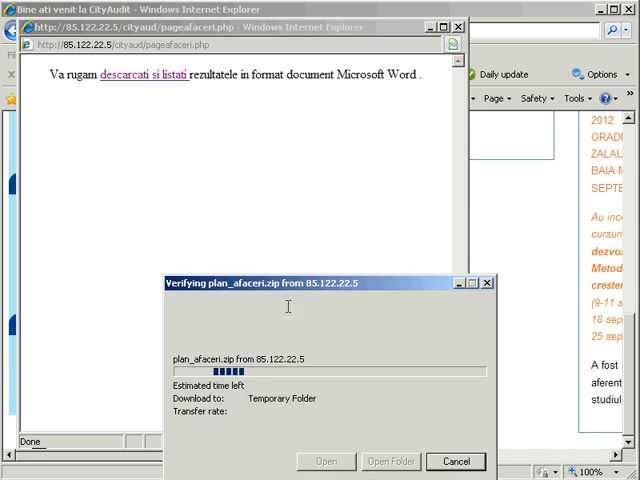 Bine ati venit la CityAudit - Windows Internet Explorer
http://85.122.22.5/cityaud/pageafaceri.php - Windows Internet Explorer
http://85.122.22.5/cityaud/pageafaceri.php
Daily update
Options
Page
Safety
Tools
Va rugam descarcati si listati rezultatele in format document Microsoft Word .
2012
ORAD
ZALAU
BAIA M
SEPTE
Au inc
cursuri
dezvo
Metod
crester
(9-11 s
18 sep
25 sep
A fost p
aferent
studiul
Verifying plan_afaceri.zip from 85.122.22.5
plan_afaceri.zip from 85.122.22.5
Estimated time left
Download to: Temporary Folder
Transfer rate:
Open Open Folder Cancel
Done
100%